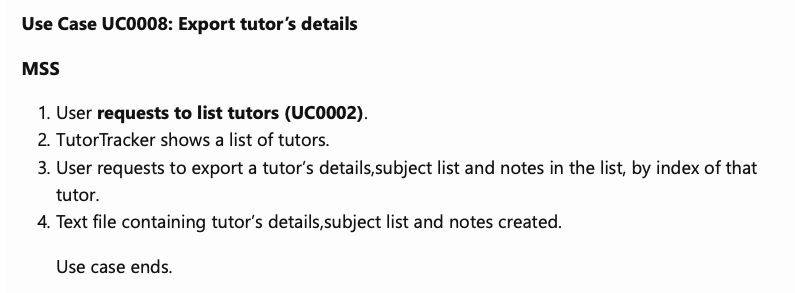 Use Case UC0008: Export tutor's details
MSS
1. User requests to list tutors (UC0002).
2. TutorTracker shows a list of tutors.
3. User requests to export a tutor's details,subject list and notes in the list, by index of that
tutor.
4. Text file containing tutor's details,subject list and notes created.
Use case ends.